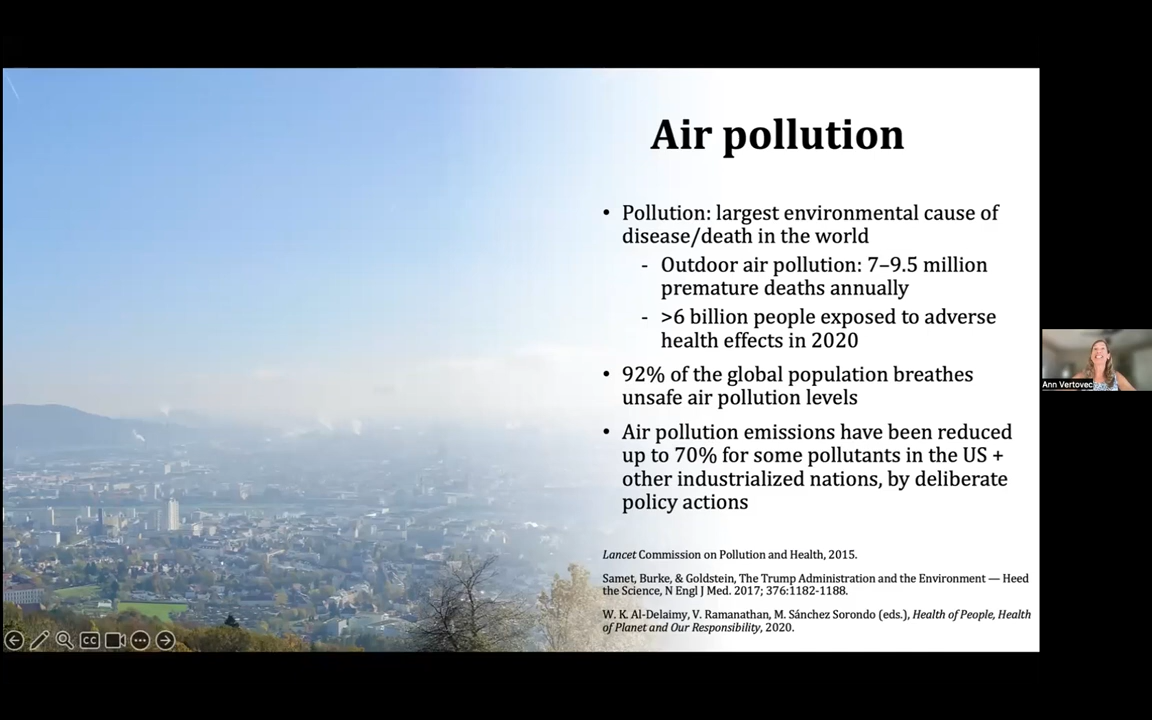 Air pollution
• Pollution: largest environmental cause of
disease/death in the world
- Outdoor air pollution: 7–9.5 million
premature deaths annually
- >6 billion people exposed to adverse
health effects in 2020
• 92% of the global population breathes
unsafe air pollution levels
• Air pollution emissions have been reduced
up to 70% for some pollutants in the US +
other industrialized nations, by deliberate
policy actions
Lancet Commission on Pollution and Health, 2015.
Samet, Burke, & Goldstein, The Trump Administration and the Environment — Heed
the Science, N Engl J Med. 2017; 376:1182-1188.
W. K. Al-Delaimy, V. Ramanathan, M. Sánchez Sorondo (eds.), Health of People, Health
of Planet and Our Responsibility, 2020.
CC
Ann Vertovec